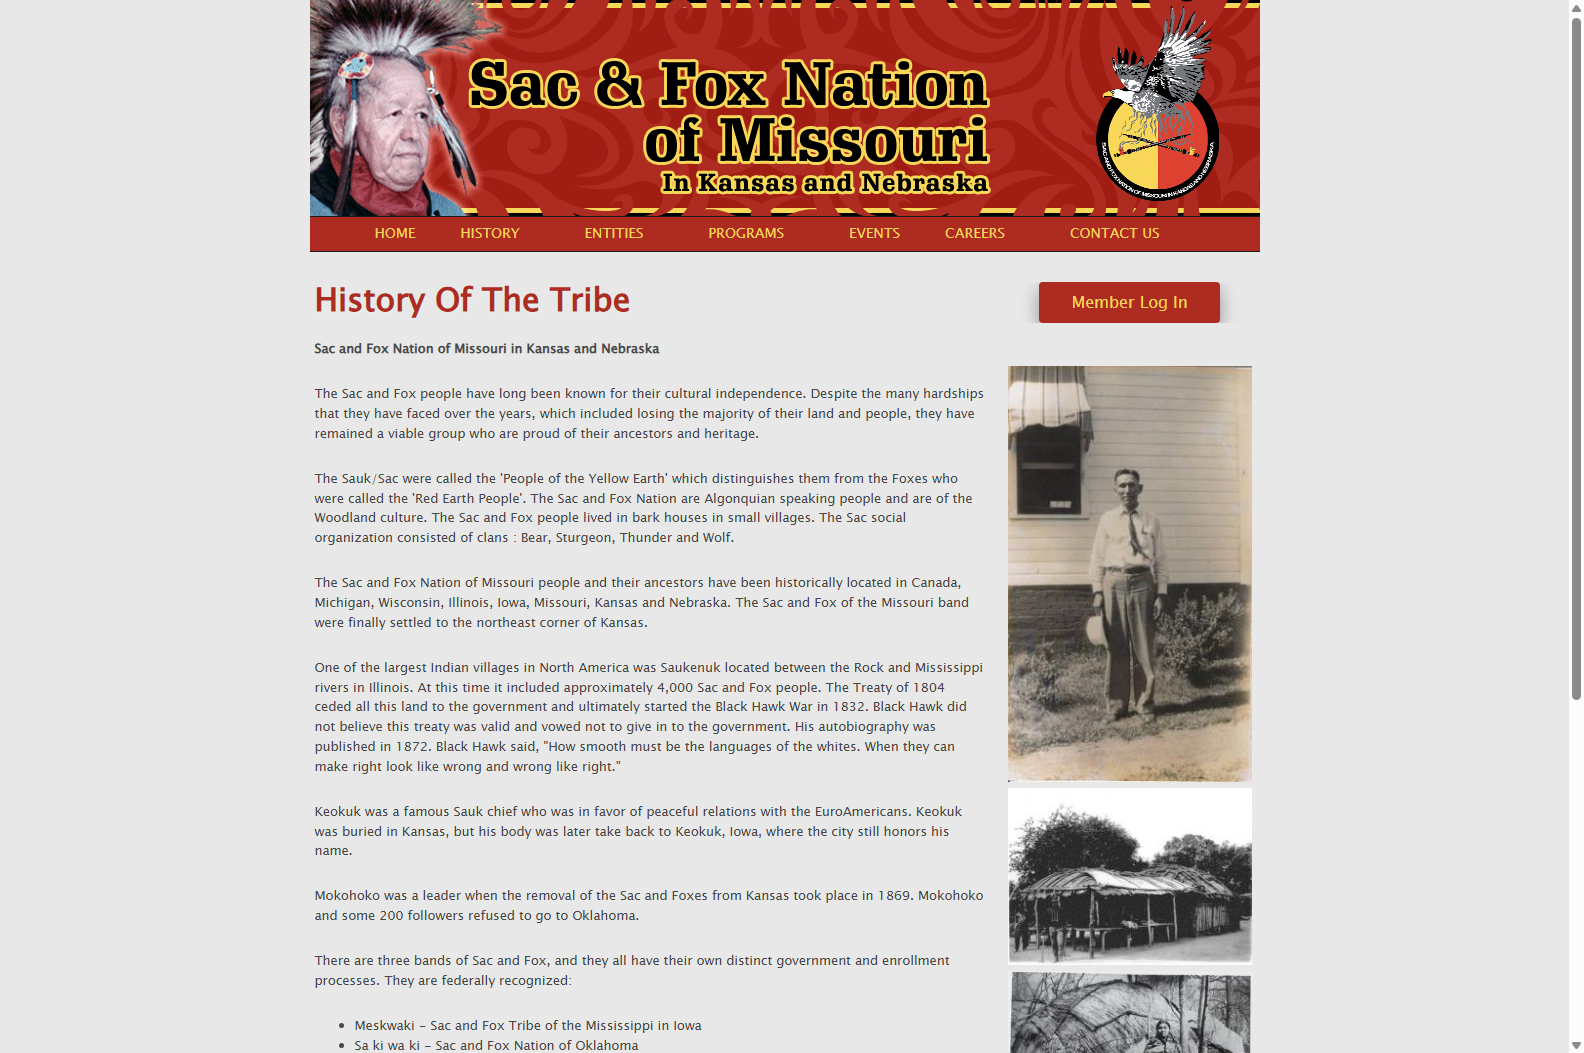 Sac & Fox Nation
of Missouri
In Kansas and Nebraska
SAC AND FOX NATION OF MISSOURI IN KANSAS AND NEBRASKA
HOME HISTORY ENTITIES PROGRAMS EVENTS CAREERS CONTACT US
History Of The Tribe
Member Log In
Sac and Fox Nation of Missouri in Kansas and Nebraska
The Sac and Fox people have long been known for their cultural independence. Despite the many hardships
that they have faced over the years, which included losing the majority of their land and people, they have
remained a viable group who are proud of their ancestors and heritage.
The Sauk/Sac were called the 'People of the Yellow Earth' which distinguishes them from the Foxes who
were called the 'Red Earth People'. The Sac and Fox Nation are Algonquian speaking people and are of the
Woodland culture. The Sac and Fox people lived in bark houses in small villages. The Sac social
organization consisted of clans : Bear, Sturgeon, Thunder and Wolf.
The Sac and Fox Nation of Missouri people and their ancestors have been historically located in Canada,
Michigan, Wisconsin, Illinois, Iowa, Missouri, Kansas and Nebraska. The Sac and Fox of the Missouri band
were finally settled to the northeast corner of Kansas.
One of the largest Indian villages in North America was Saukenuk located between the Rock and Mississippi
rivers in Illinois. At this time it included approximately 4,000 Sac and Fox people. The Treaty of 1804
ceded all this land to the government and ultimately started the Black Hawk War in 1832. Black Hawk did
not believe this treaty was valid and vowed not to give in to the government. His autobiography was
published in 1872. Black Hawk said, "How smooth must be the languages of the whites. When they can
make right look like wrong and wrong like right."
Keokuk was a famous Sauk chief who was in favor of peaceful relations with the EuroAmericans. Keokuk
was buried in Kansas, but his body was later take back to Keokuk, Iowa, where the city still honors his
name.
Mokohoko was a leader when the removal of the Sac and Foxes from Kansas took place in 1869. Mokohoko
and some 200 followers refused to go to Oklahoma.
There are three bands of Sac and Fox, and they all have their own distinct government and enrollment
processes. They are federally recognized:
• Meskwaki – Sac and Fox Tribe of the Mississippi in Iowa
• Sa ki wa ki – Sac and Fox Nation of Oklahoma